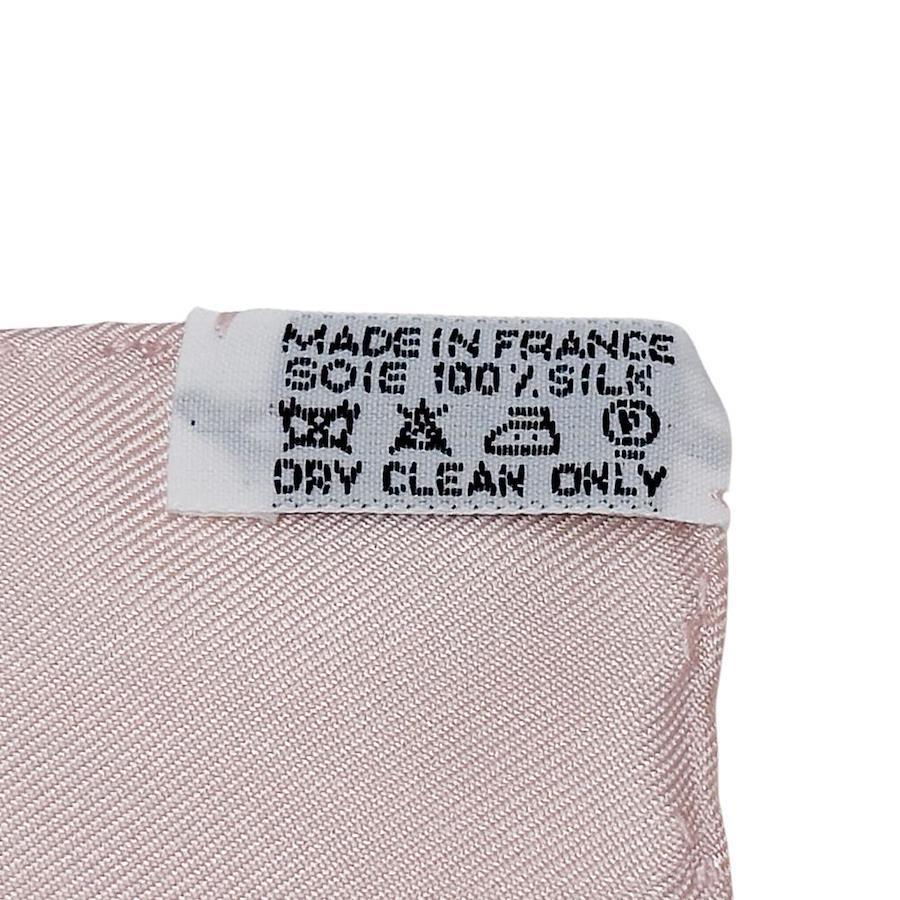 MADE IN FRANCE
SOIE 100% SILK
DRY CLEAN ONLY